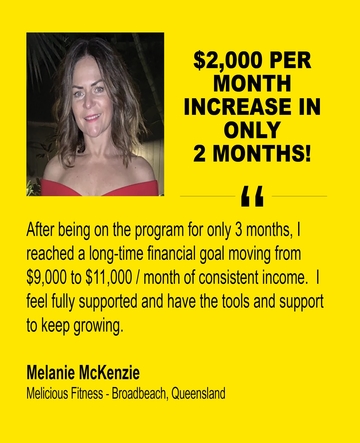 $2,000 PER
MONTH
INCREASE IN
ONLY
2 MONTHS!
“
After being on the program for only 3 months, I
reached a long-time financial goal moving from
$9,000 to $11,000 / month of consistent income.  I
feel fully supported and have the tools and support
to keep growing.
Melanie McKenzie
Melicious Fitness - Broadbeach, Queensland